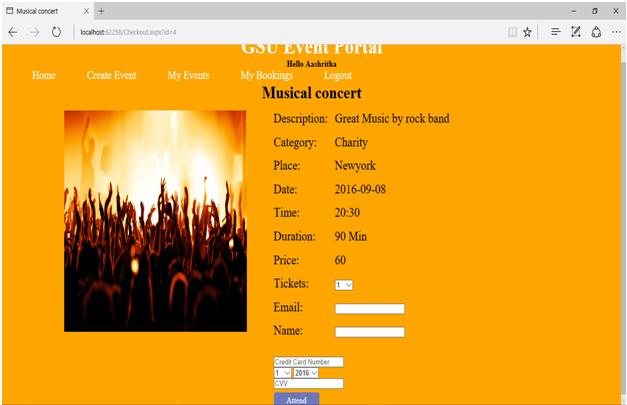 Musical concert
localhost:62258/Checkout.aspx?id=4
GSU Event Portal
Hello Aashritha
Home Create Event My Events My Bookings Logout
Musical concert
Description: Great Music by rock band
Category: Charity
Place: Newyork
Date: 2016-09-08
Time: 20:30
Duration: 90 Min
Price: 60
Tickets: 1
Email:
Name:
Credit Card Number
1 2016
CVV
Attend